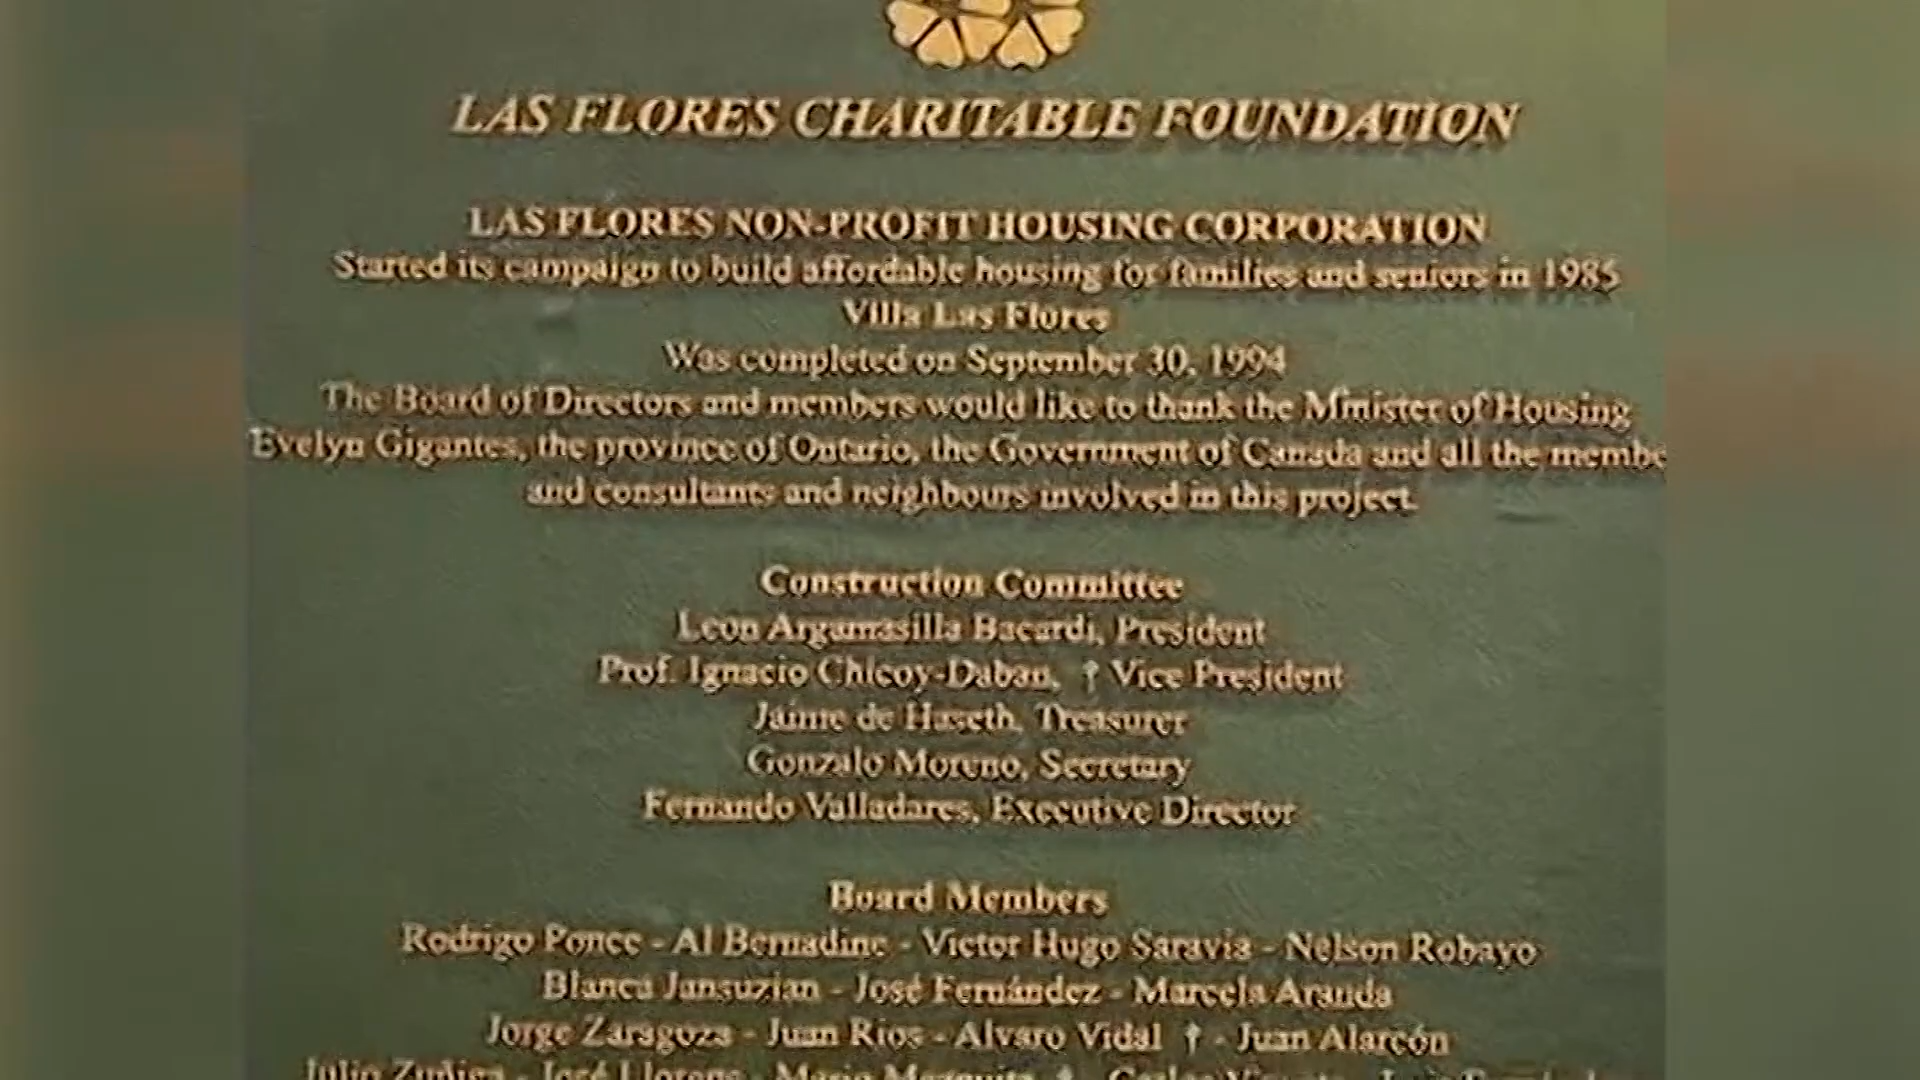 LAS FLORES CHARITABLE FOUNDATION
LAS FLORES NON-PROFIT HOUSING CORPORATION
Started its campaign to build affordable housing for families and seniors in 1985
Villa Las Flores
Was completed on September 30, 1994
The Board of Directors and members would like to thank the Minister of Housing
Evelyn Gigantes, the province of Ontario, the Government of Canada and all the membe
and consultants and neighbours involved in this project.
Construction Committee
Leon Argamasilla Bacardi, President
Prof. Ignacio Chicoy-Daban, † Vice President
Jaime de Haseth, Treasurer
Gonzalo Moreno, Secretary
Fernando Valladares, Executive Director
Board Members
Rodrigo Ponce - Al Bernadine - Victor Hugo Saravia - Nelson Robayo
Blanca Jansuzian - José Fernández - Marcela Aranda
Jorge Zaragoza - Juan Rios - Alvaro Vidal † - Juan Alarcón
Julio Zuñiga - José Llorens - Mario